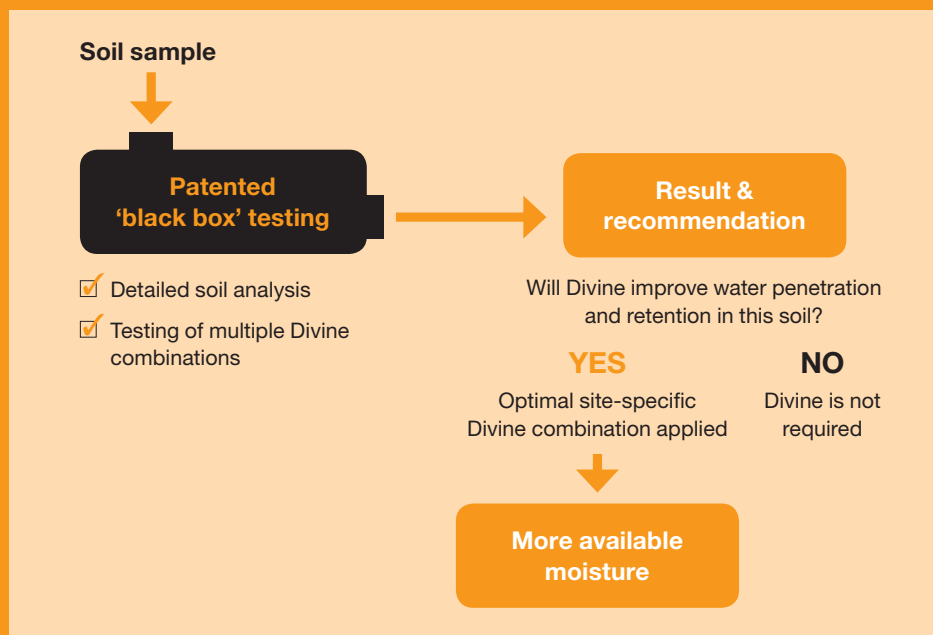 Soil sample
Patented
‘black box’ testing
Detailed soil analysis
Testing of multiple Divine
combinations
Result &
recommendation
Will Divine improve water penetration
and retention in this soil?
YES
Optimal site-specific
Divine combination applied
NO
Divine is not
required
More available
moisture